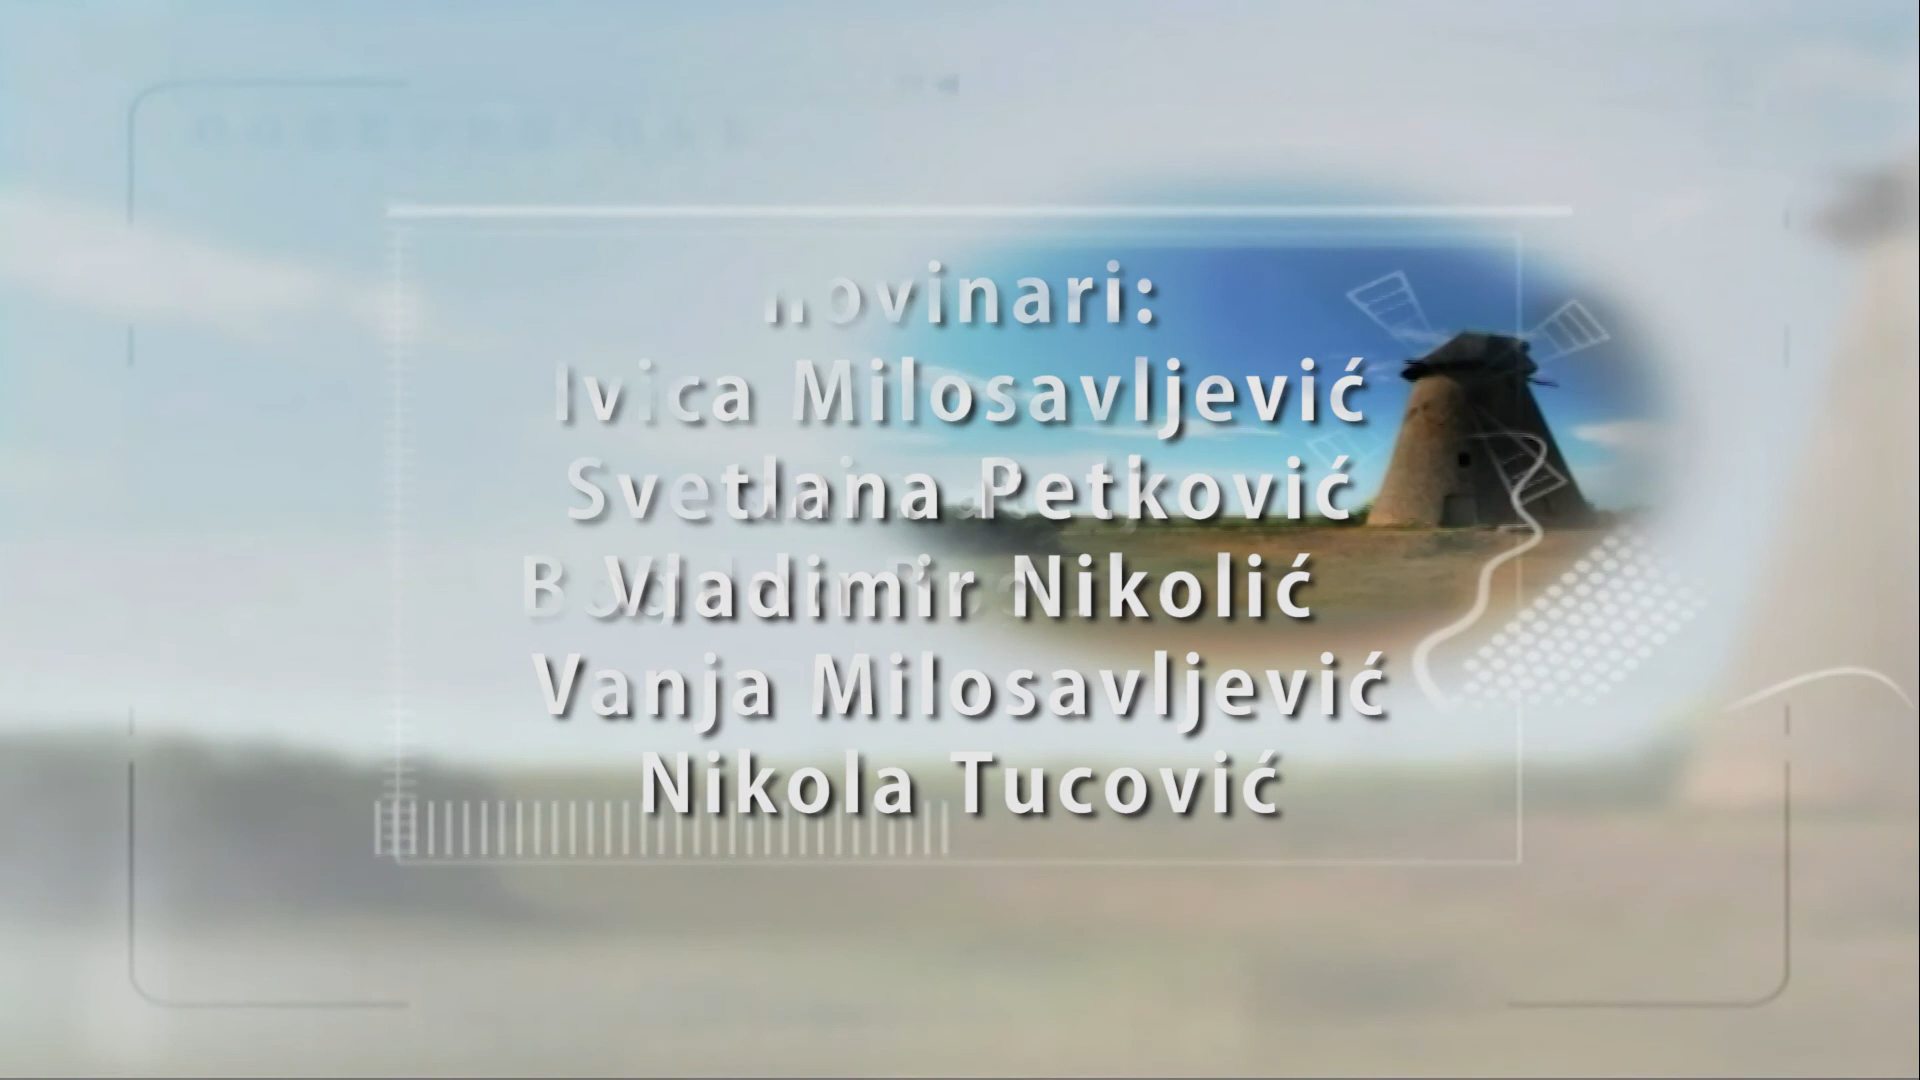 novinari:
Ivica Milosavljević
Svetlana Petković
Vladimir Nikolić
Vanja Milosavljević
Nikola Tucović